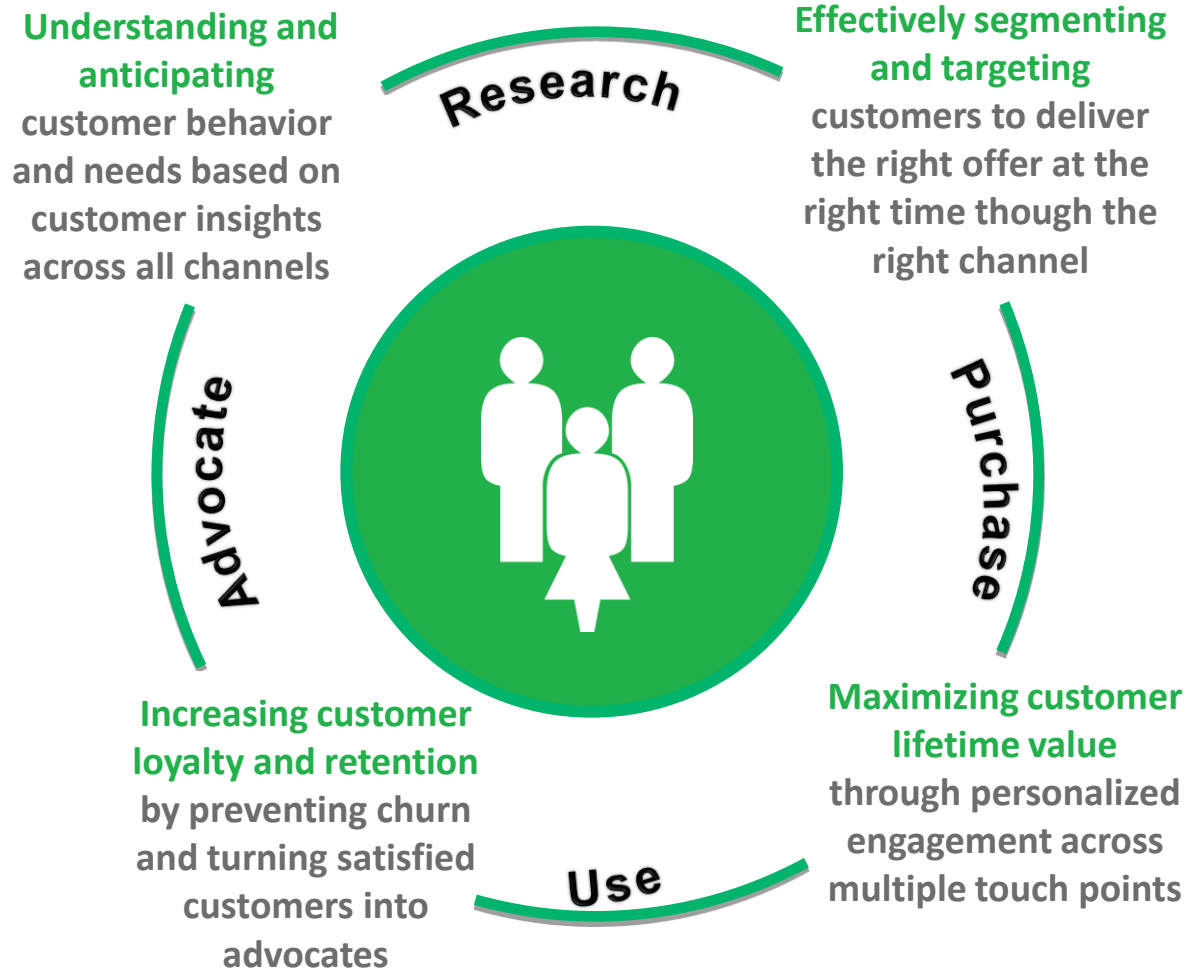 Understanding and
anticipating
customer behavior
and needs based on
customer insights
across all channels
Research
Effectively segmenting
and targeting
customers to deliver
the right offer at the
right time though the
right channel
Purchase
Maximizing customer
lifetime value
through personalized
engagement across
multiple touch points
Use
Increasing customer
loyalty and retention
by preventing churn
and turning satisfied
customers into
advocates
Advocate